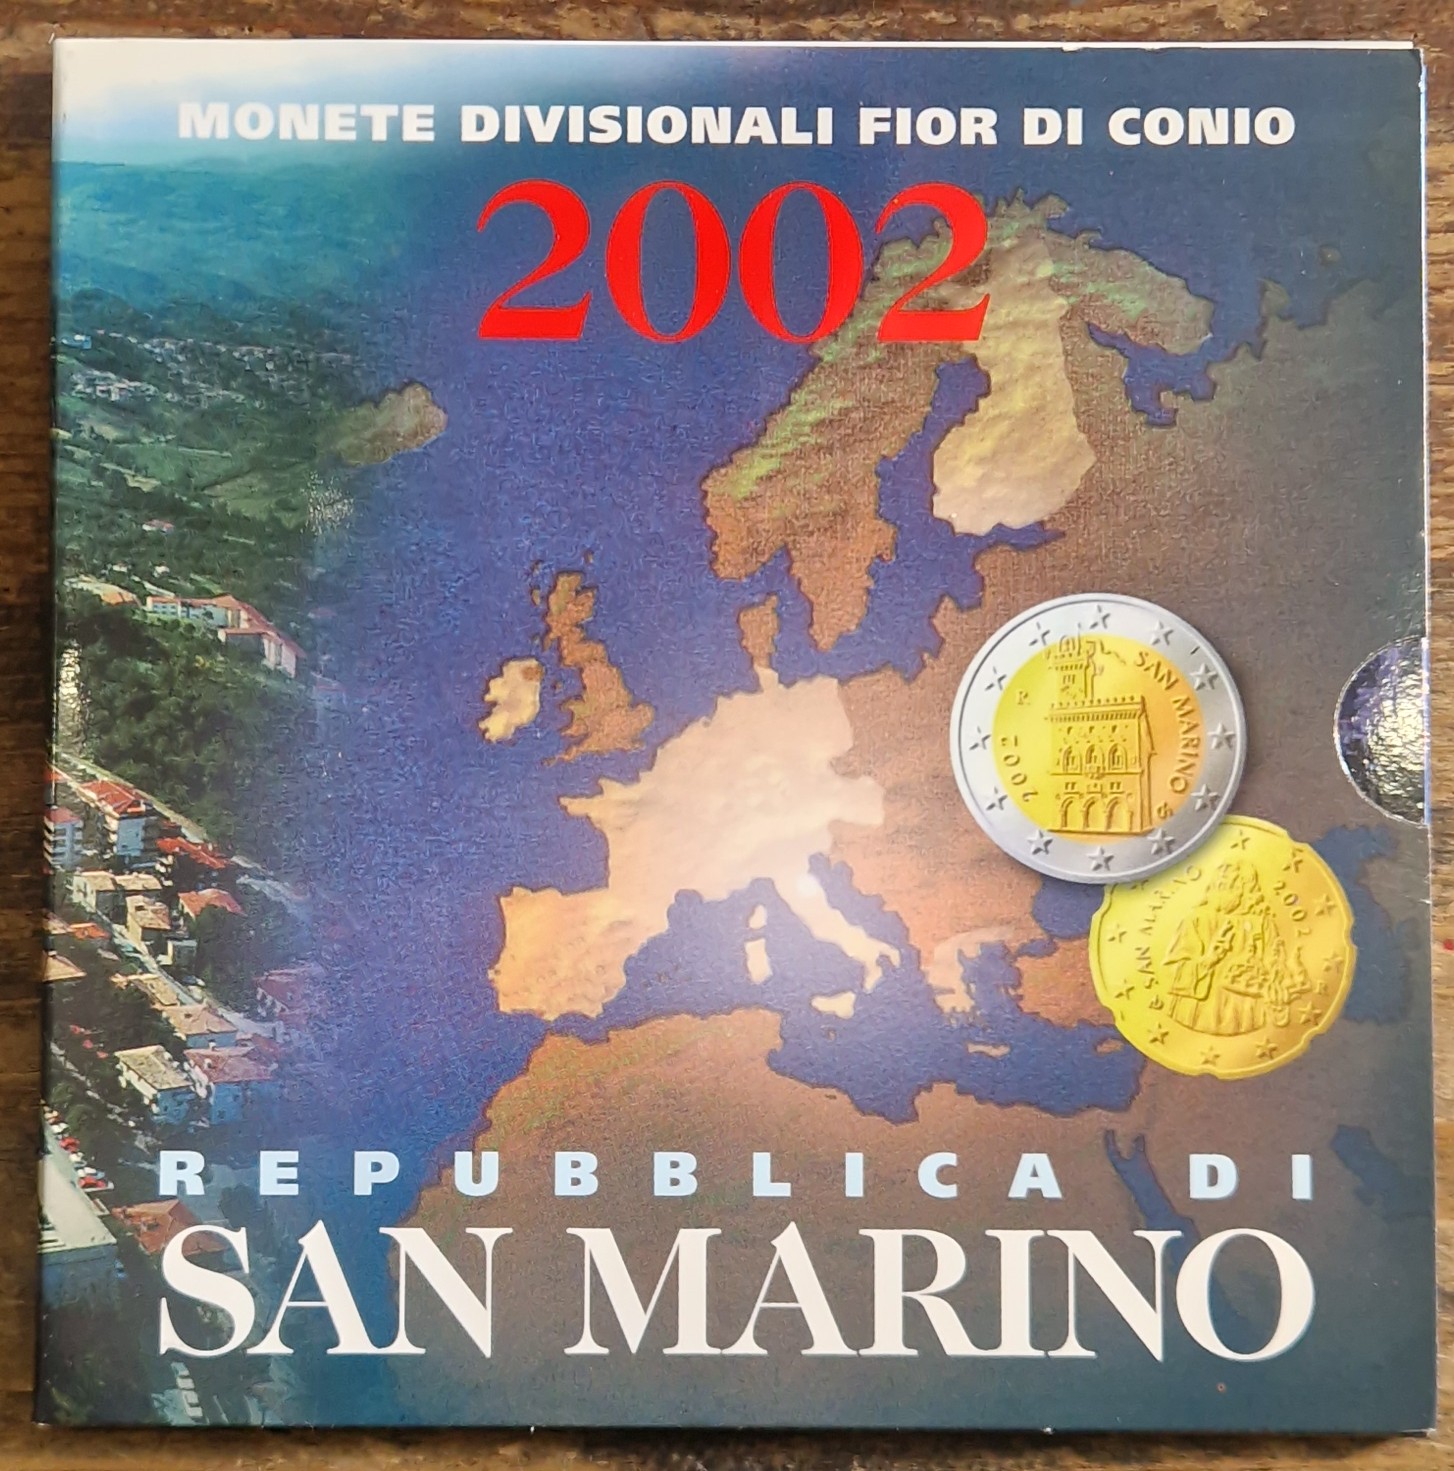 MONETE DIVISIONALI FIOR DI CONIO
2002
SAN MARINO
R
2002
SAN MARINO
2002
R
REPUBBLICA DI
SAN MARINO